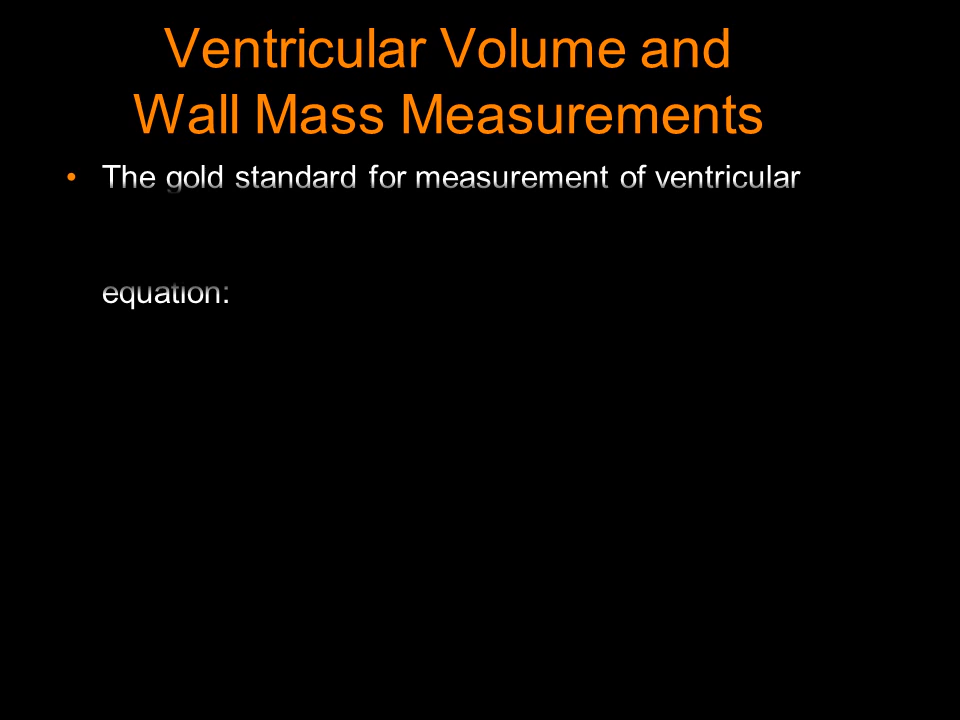 Ventricular Volume and
Wall Mass Measurements
• The gold standard for measurement of ventricular
equation: